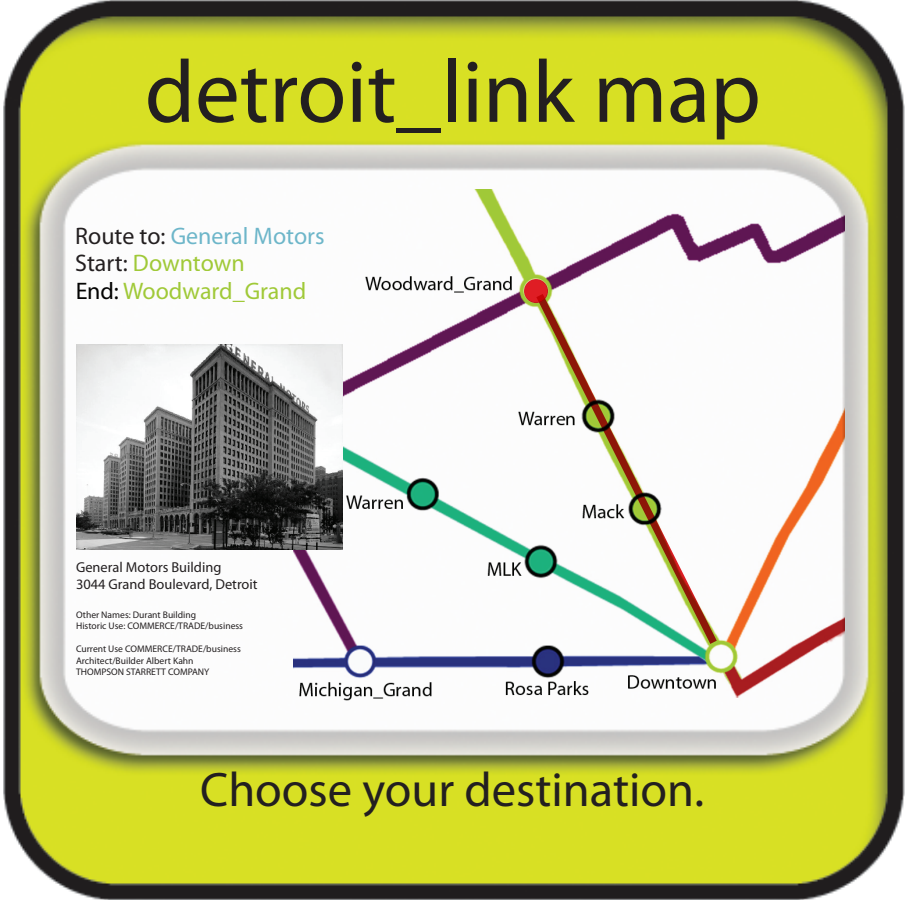 detroit_link map
Route to: General Motors
Start: Downtown
End: Woodward_Grand
Woodward_Grand
GENERAL MOTORS
Warren
Warren
Mack
MLK
General Motors Building
3044 Grand Boulevard, Detroit
Other Names: Durant Building
Historic Use: COMMERCE/TRADE/business
Current Use COMMERCE/TRADE/business
Architect/Builder Albert Kahn
THOMPSON STARRETT COMPANY
Michigan_Grand
Rosa Parks
Downtown
Choose your destination.